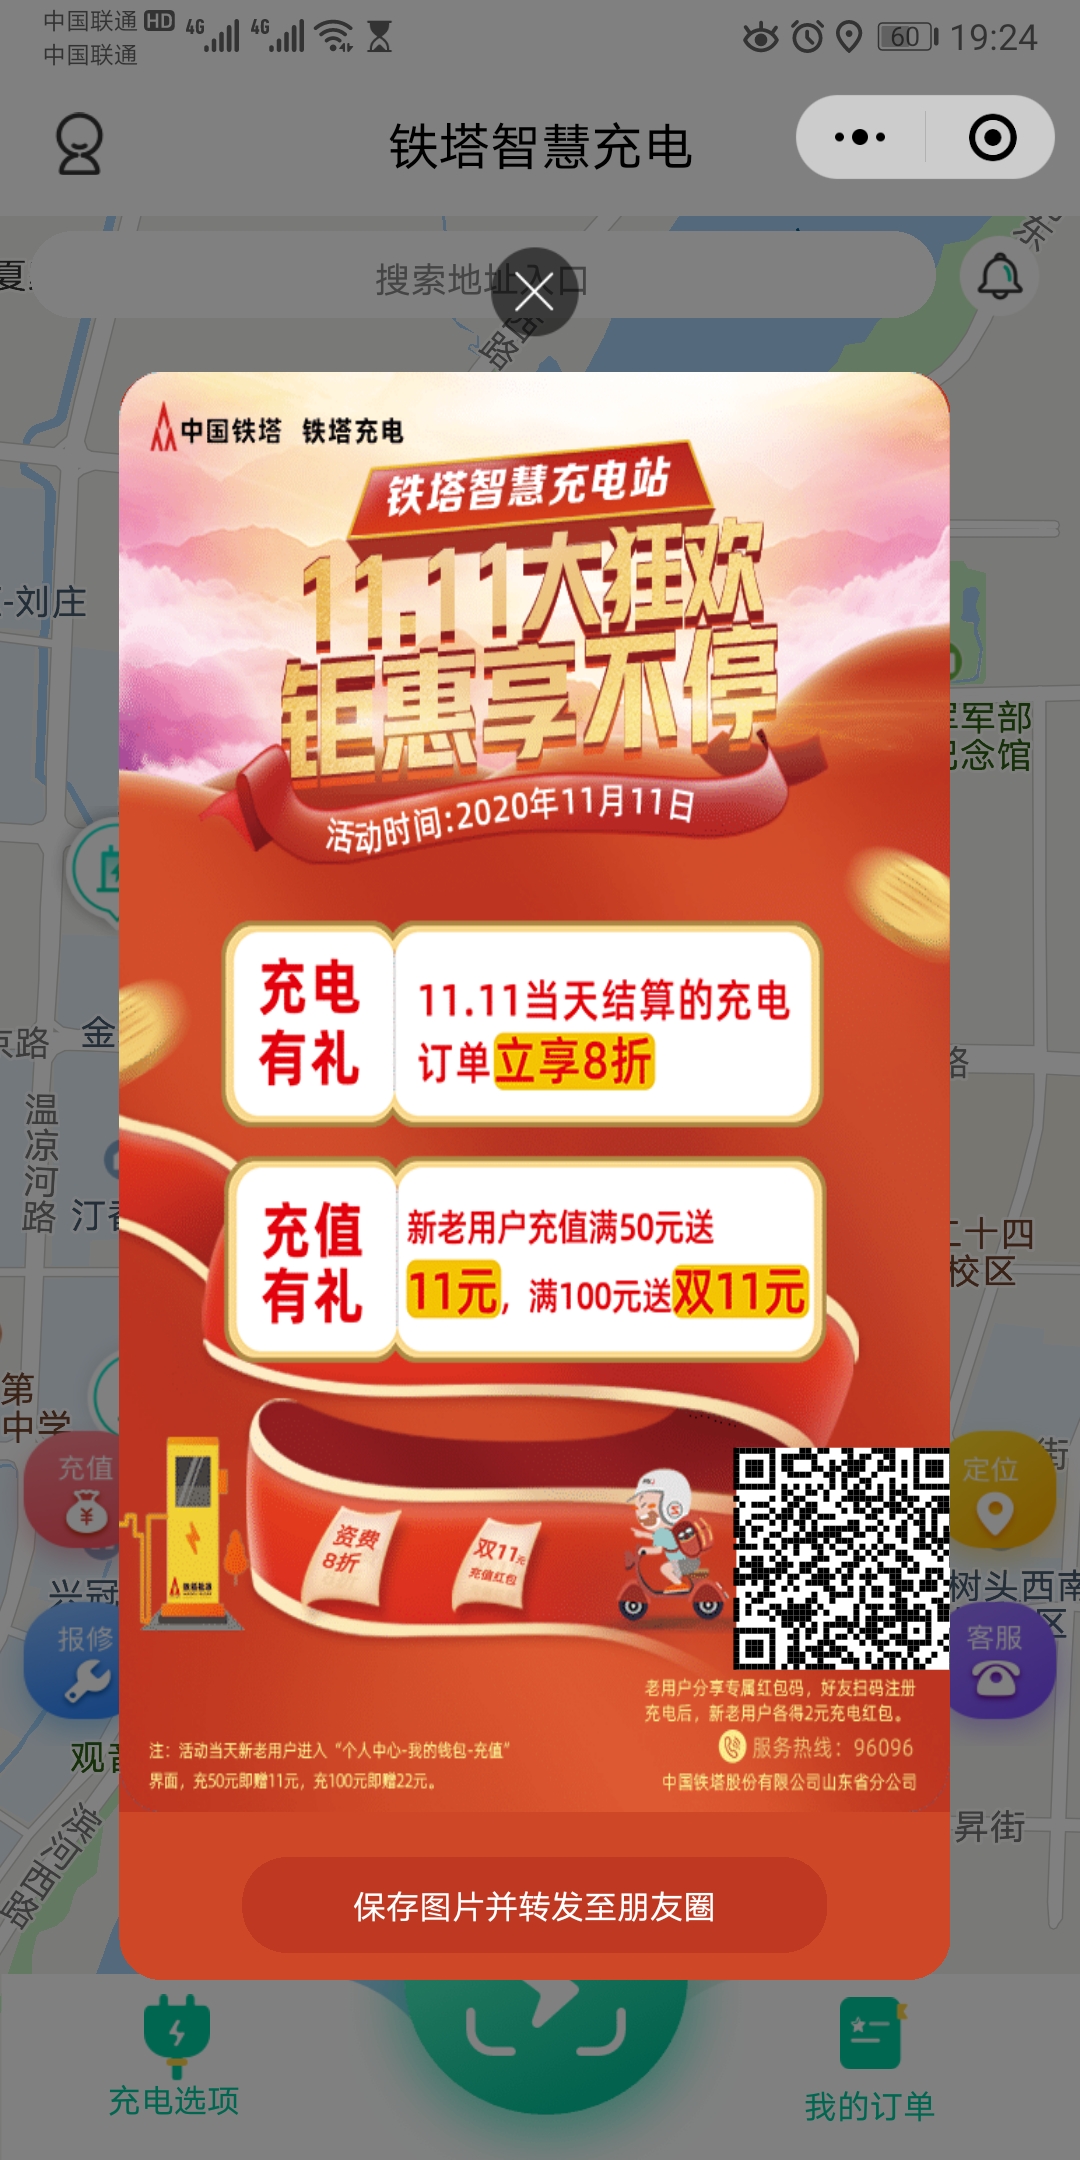 中国联通 HD 4G 4G 60 19:24
中国联通
铁塔智慧充电
搜索地址入口
东
夏
路
中国铁塔 铁塔充电
铁塔智慧充电站
11.11大狂欢
钜惠享不停
活动时间:2020年11月11日
-刘庄
军部
念馆
充电
有礼
11.11当天结算的充电
订单立享8折
京路 金
路
温凉河路
汀香
充值
有礼
新老用户充值满50元送
11元，满100元送双11元
二十四
校区
第
中学
街
充值
定位
资费
8折
双11元
充值红包
兴冠
树头西南
区
报修
客服
老用户分享专属红包码，好友扫码注册
充电后，新老用户各得2元充电红包。
服务热线：96096
中国铁塔股份有限公司山东省分公司
观音
注：活动当天新老用户进入“个人中心-我的钱包-充值”
界面，充50元即赠11元，充100元即赠22元。
滨河西路
昇街
保存图片并转发至朋友圈
充电选项
我的订单